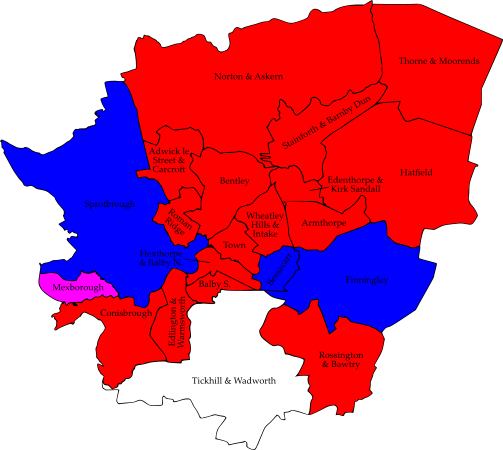 Thorne & Moorends
Norton & Askern
Stainforth & Barnby Dun
Adwick le
Street &
Carcroft
Hatfield
Bentley
Edenthorpe &
Kirk Sandall
Sprotbrough
Roman
Ridge
Wheatley
Hills &
Intake
Armthorpe
Town
Hexthorpe
& Balby N.
Finningley
Balby S.
Mexborough
Conisbrough
Edlington &
Warmsworth
Rossington
& Bawtry
Tickhill & Wadworth